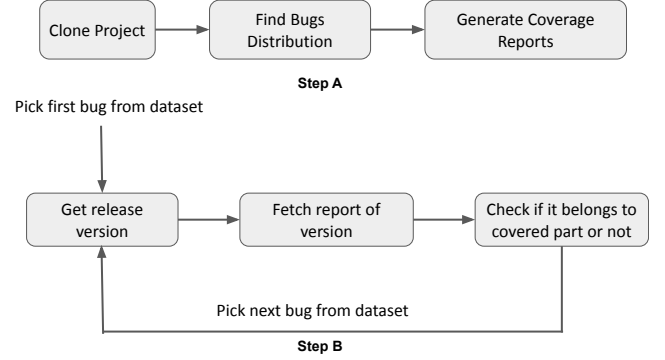 Clone Project
Find Bugs
Distribution
Generate Coverage
Reports
Step A
Pick first bug from dataset
Get release
version
Fetch report of
version
Check if it belongs to
covered part or not
Pick next bug from dataset
Step B